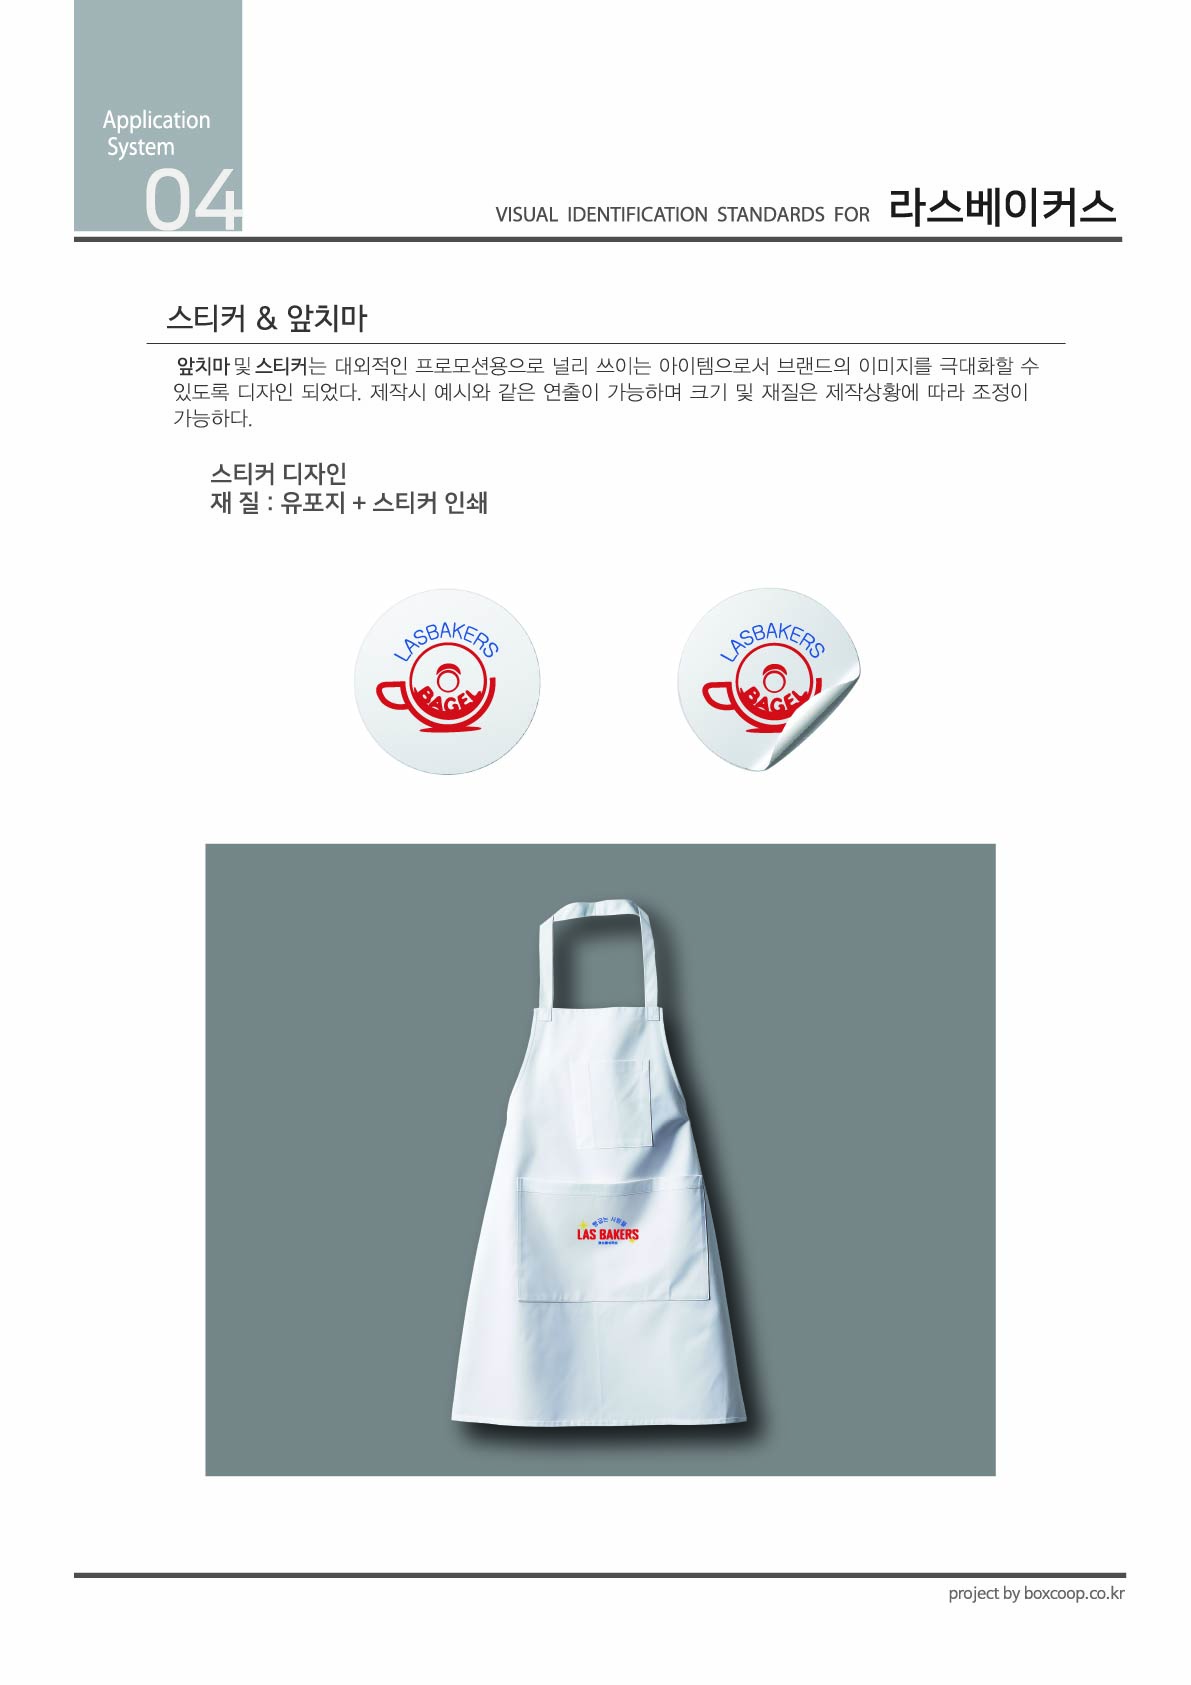 Application
System
04
VISUAL IDENTIFICATION STANDARDS FOR 라스베이커스
스티커 & 앞치마
앞치마 및 스티커는 대외적인 프로모션용으로 널리 쓰이는 아이템으로서 브랜드의 이미지를 극대화할 수
있도록 디자인 되었다. 제작시 예시와 같은 연출이 가능하며 크기 및 재질은 제작상황에 따라 조정이
가능하다.
스티커 디자인
재 질 : 유포지 + 스티커 인쇄
LASBAKERS
BAGEL
LASBAKERS
BAGEL
LAS BAKERS
project by boxcoop.co.kr